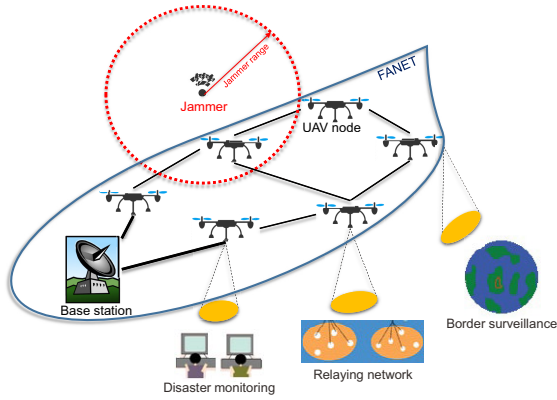 FANET
Jammer range
Jammer
UAV node
Base station
Border surveillance
Disaster monitoring
Relaying network